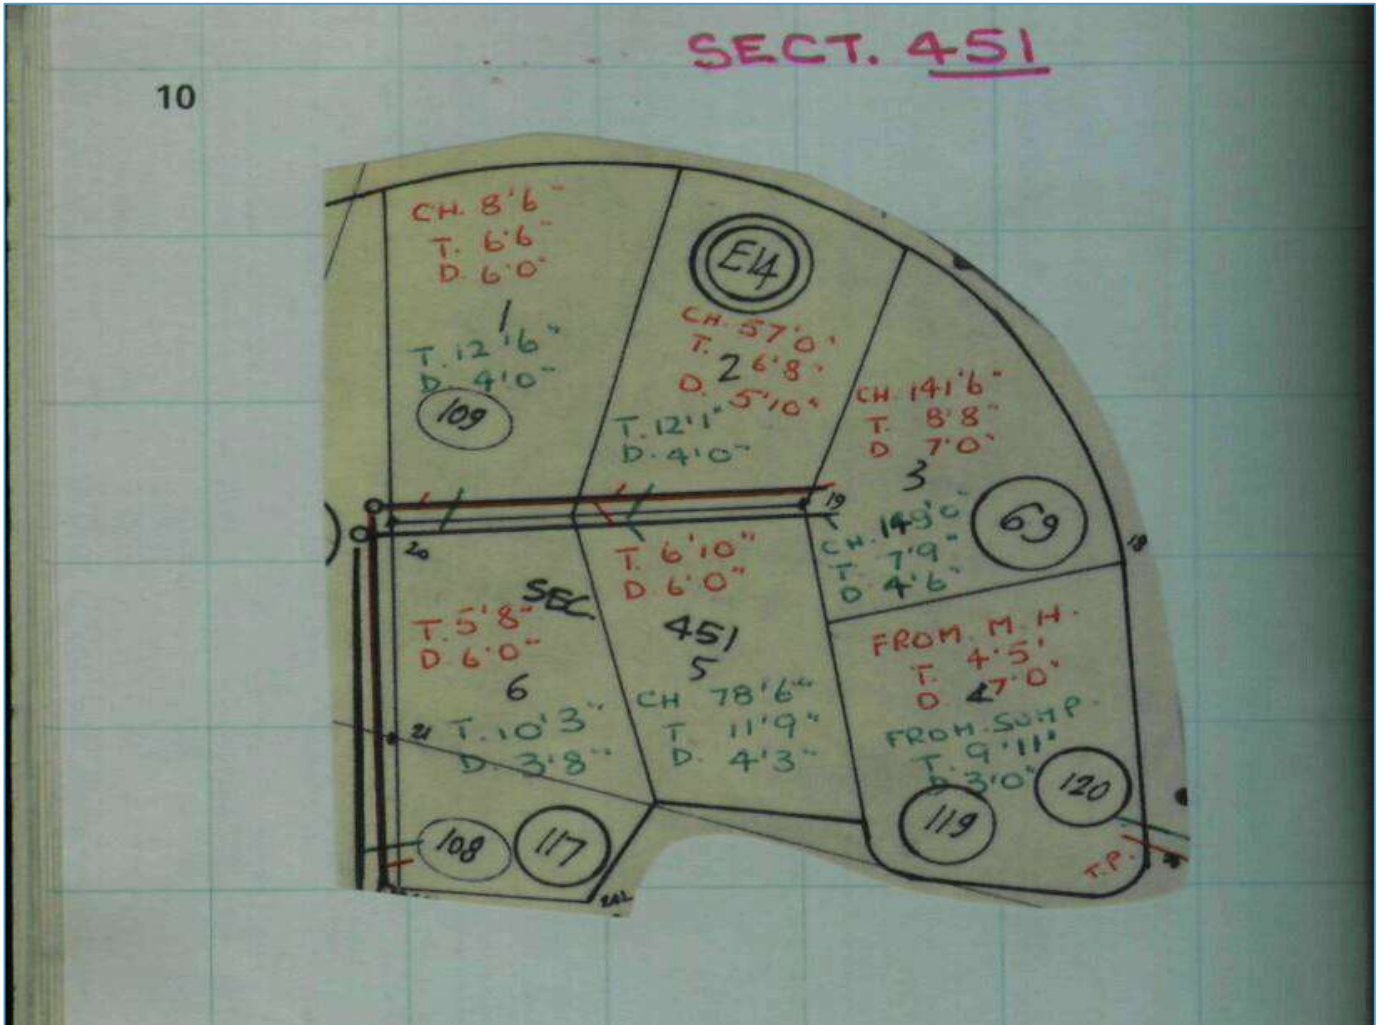 SECT. 451
10
CH. 8'6"
T. 6'6"
D. 6'0"
1
T. 12'6"
D. 4'0"
109
E14
CH. 57'0"
T. 6'8"
2
D. 5'10"
T. 12'1"
D. 4'0"
CH. 141'6"
T. 8'8"
D 7'0"
3
CH. 149'0"
T. 7'9"
D 4'6"
69
18
19
20
T. 6'10"
D 6'0"
SEC.
451
5
CH 78'6"
T 11'9"
D. 4'3"
T. 5'8"
D. 6'0"
6
T. 10'3"
D. 3'8"
21
108
117
FROM. M. H.
T. 4'5'
D 7'0"
4
FROM. SUMP.
T. 9'11"
D 3'0"
119
120
T.P.